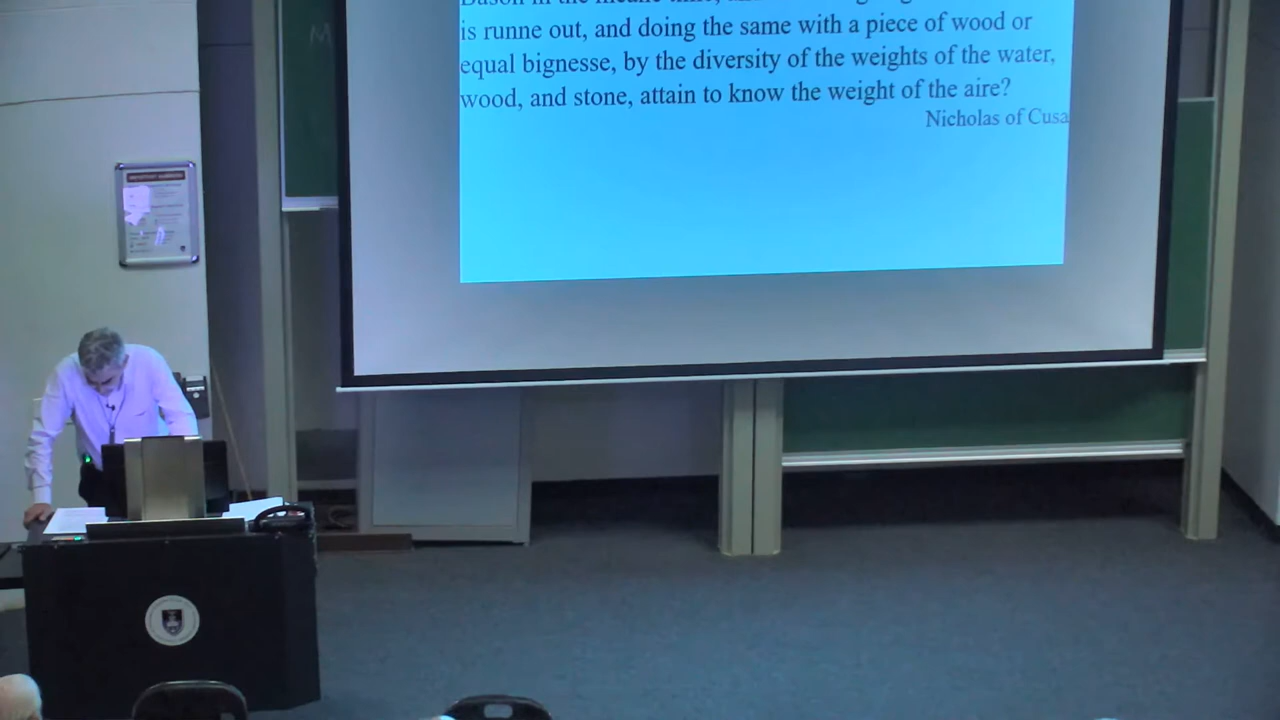 is runne out, and doing the same with a piece of wood or
equal bignesse, by the diversity of the weights of the water,
wood, and stone, attain to know the weight of the aire?
Nicholas of Cusa